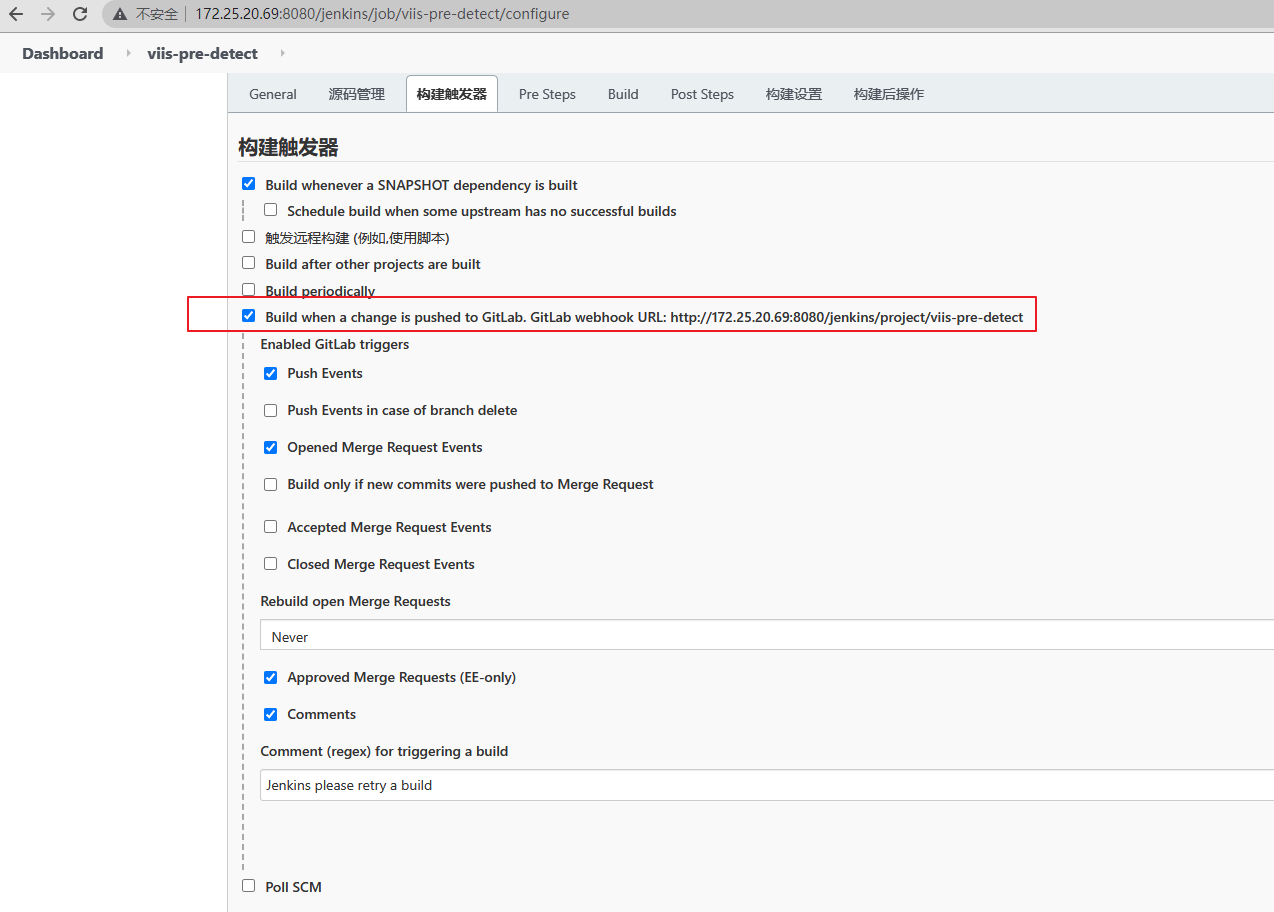 不安全 172.25.20.69:8080/jenkins/job/viis-pre-detect/configure
Dashboard viis-pre-detect
General 源码管理 构建触发器 Pre Steps Build Post Steps 构建设置 构建后操作
构建触发器
Build whenever a SNAPSHOT dependency is built
Schedule build when some upstream has no successful builds
触发远程构建 (例如,使用脚本)
Build after other projects are built
Build periodically
Build when a change is pushed to GitLab. GitLab webhook URL: http://172.25.20.69:8080/jenkins/project/viis-pre-detect
Enabled GitLab triggers
Push Events
Push Events in case of branch delete
Opened Merge Request Events
Build only if new commits were pushed to Merge Request
Accepted Merge Request Events
Closed Merge Request Events
Rebuild open Merge Requests
Never
Approved Merge Requests (EE-only)
Comments
Comment (regex) for triggering a build
Jenkins please retry a build
Poll SCM